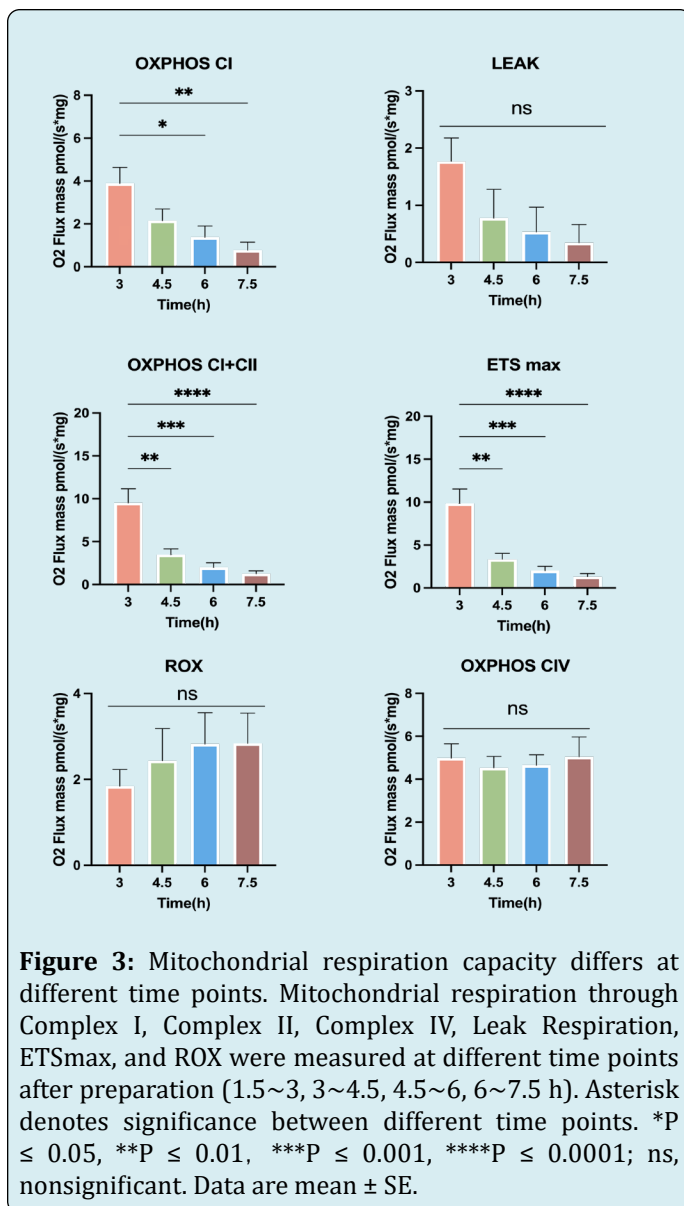 OXPHOS CI
O2 Flux mass pmol/(s*mg)
8
6
4
2
0
**
*
3 4.5 6 7.5
Time(h)
LEAK
O2 Flux mass pmol/(s*mg)
3
2
1
0
ns
3 4.5 6 7.5
Time(h)
OXPHOS CI+CII
O2 Flux mass pmol/(s*mg)
20
15
10
5
0
****
***
**
3 4.5 6 7.5
Time(h)
ETS max
O2 Flux mass pmol/(s*mg)
20
15
10
5
0
****
***
**
3 4.5 6 7.5
Time(h)
ROX
O2 Flux mass pmol/(s*mg)
4
2
0
ns
3 4.5 6 7.5
Time(h)
OXPHOS CIV
O2 Flux mass pmol/(s*mg)
8
6
4
2
0
ns
3 4.5 6 7.5
Time(h)
Figure 3: Mitochondrial respiration capacity differs at
different time points. Mitochondrial respiration through
Complex I, Complex II, Complex IV, Leak Respiration,
ETSmax, and ROX were measured at different time points
after preparation (1.5~3, 3~4.5, 4.5~6, 6~7.5 h). Asterisk
denotes significance between different time points. *P
≤ 0.05, **P ≤ 0.01, ***P ≤ 0.001, ****P ≤ 0.0001; ns,
nonsignificant. Data are mean ± SE.